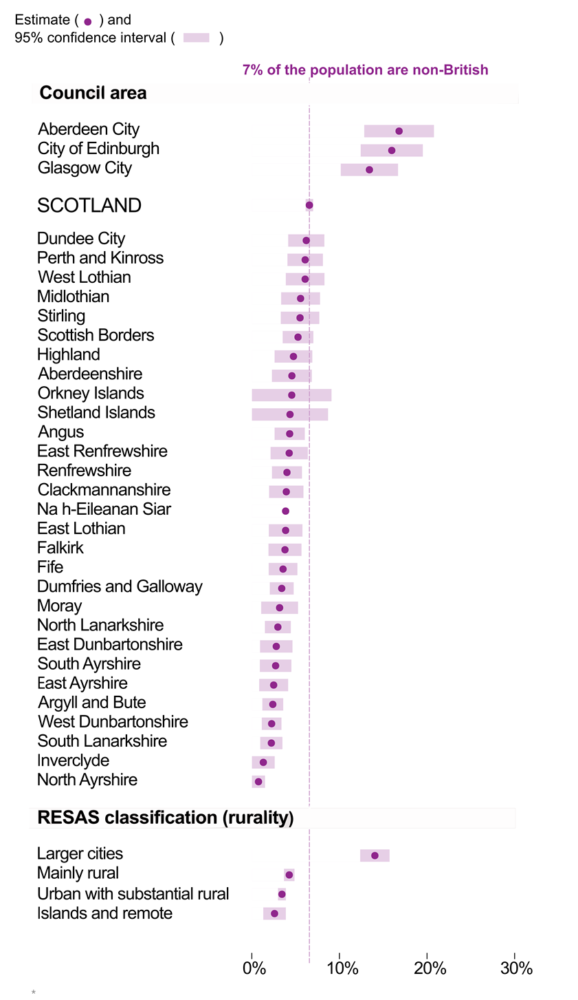 Estimate ( ) and
95% confidence interval ( )
7% of the population are non-British
Council area
Aberdeen City
City of Edinburgh
Glasgow City
SCOTLAND
Dundee City
Perth and Kinross
West Lothian
Midlothian
Stirling
Scottish Borders
Highland
Aberdeenshire
Orkney Islands
Shetland Islands
Angus
East Renfrewshire
Renfrewshire
Clackmannanshire
Na h-Eileanan Siar
East Lothian
Falkirk
Fife
Dumfries and Galloway
Moray
North Lanarkshire
East Dunbartonshire
South Ayrshire
East Ayrshire
Argyll and Bute
West Dunbartonshire
South Lanarkshire
Inverclyde
North Ayrshire
RESAS classification (rurality)
Larger cities
Mainly rural
Urban with substantial rural
Islands and remote
0% 10% 20% 30%
*